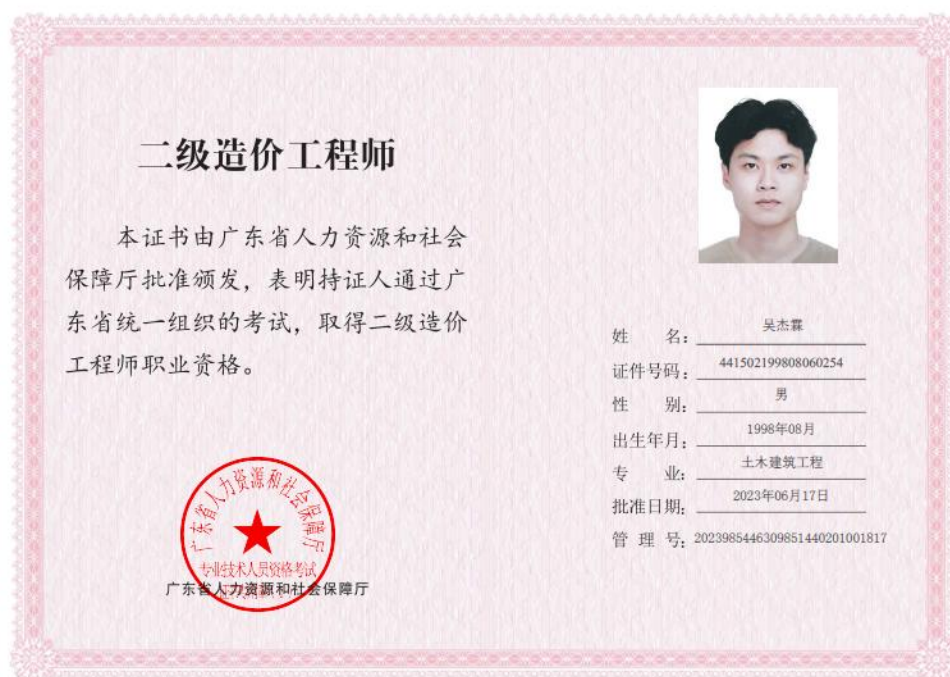 二级造价工程师
本证书由广东省人力资源和社会
保障厅批准颁发，表明持证人通过广
东省统一组织的考试，取得二级造价
工程师职业资格。
姓 名：吴杰霖
证件号码：441502199808060254
性 别：男
出生年月：1998年08月
专 业：土木建筑工程
批准日期：2023年06月17日
管 理 号：20239854463098514402010018​17
广东省人力资源和社会保障厅
专业技术人员资格考试
广东省人力资源和社会保障厅